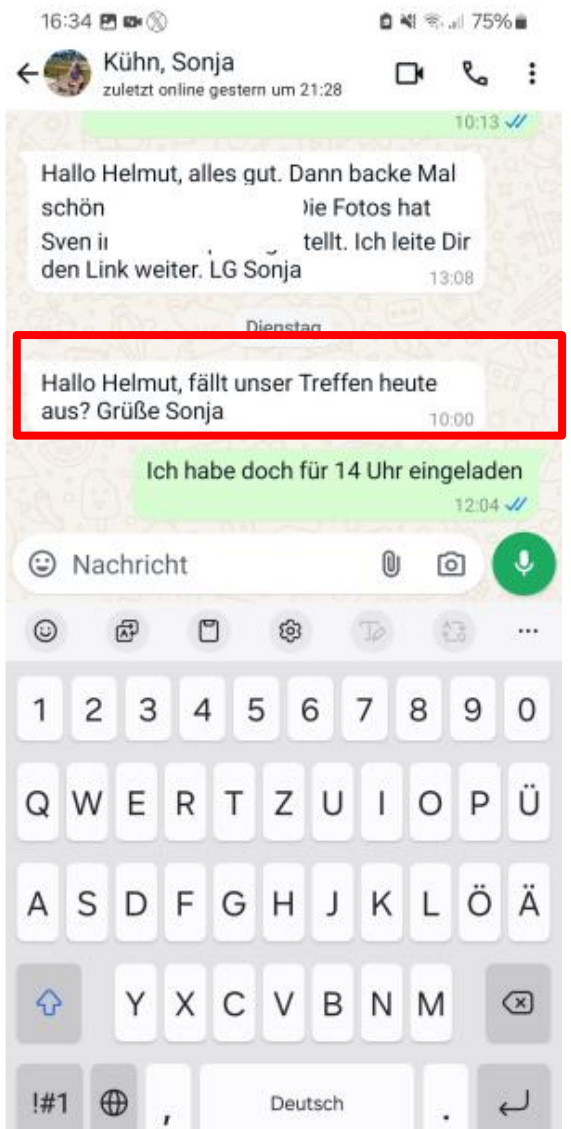 16:34 75%
Kühn, Sonja
zuletzt online gestern um 21:28
10:13
Hallo Helmut, alles gut. Dann backe Mal
schön Die Fotos hat
Sven tellt. Ich leite Dir
den Link weiter. LG Sonja 13:08
Dienstag
Hallo Helmut, fällt unser Treffen heute
aus? Grüße Sonja 10:00
Ich habe doch für 14 Uhr eingeladen
12:04
Nachricht
1 2 3 4 5 6 7 8 9 0
Q W E R T Z U I O P Ü
A S D F G H J K L Ö Ä
Y X C V B N M
!#1 , Deutsch .